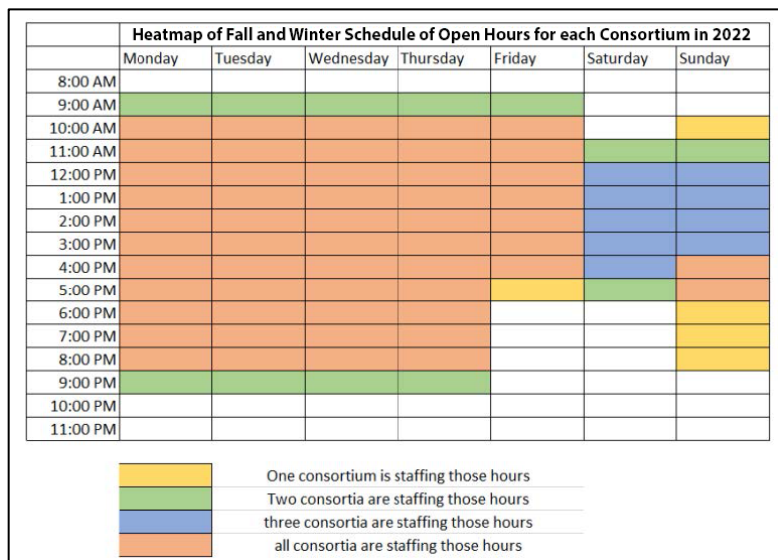 Heatmap of Fall and Winter Schedule of Open Hours for each Consortium in 2022
Monday Tuesday Wednesday Thursday Friday Saturday Sunday
8:00 AM
9:00 AM
10:00 AM
11:00 AM
12:00 PM
1:00 PM
2:00 PM
3:00 PM
4:00 PM
5:00 PM
6:00 PM
7:00 PM
8:00 PM
9:00 PM
10:00 PM
11:00 PM
One consortium is staffing those hours
Two consortia are staffing those hours
three consortia are staffing those hours
all consortia are staffing those hours